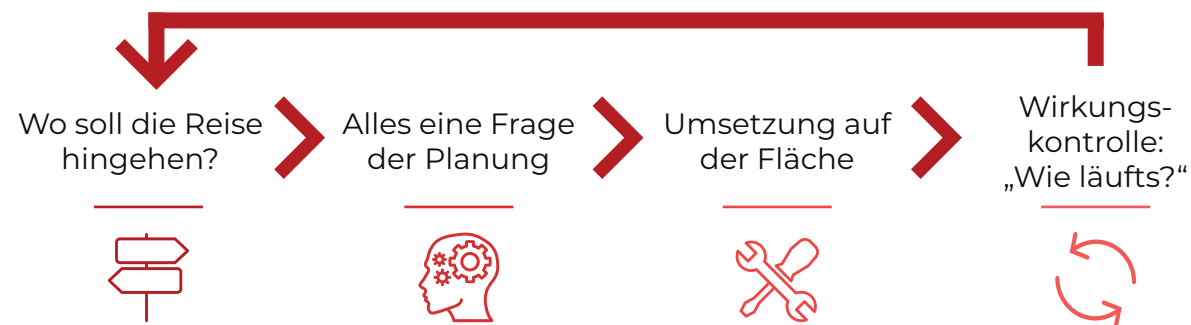 Wo soll die Reise
hingehen?
Alles eine Frage
der Planung
Umsetzung auf
der Fläche
Wirkungs-
kontrolle:
„Wie läufts?“